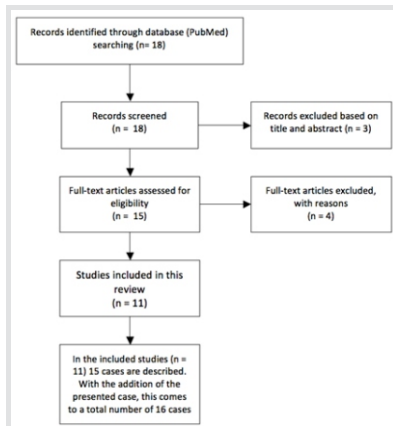 Records identified through database (PubMed)
searching (n= 18)
Records screened
(n = 18)
Records excluded based on
title and abstract (n = 3)
Full-text articles assessed for
eligibility
(n = 15)
Full-text articles excluded,
with reasons
(n = 4)
Studies included in this
review
(n = 11)
In the included studies (n =
11) 15 cases are described.
With the addition of the
presented case, this comes
to a total number of 16 cases